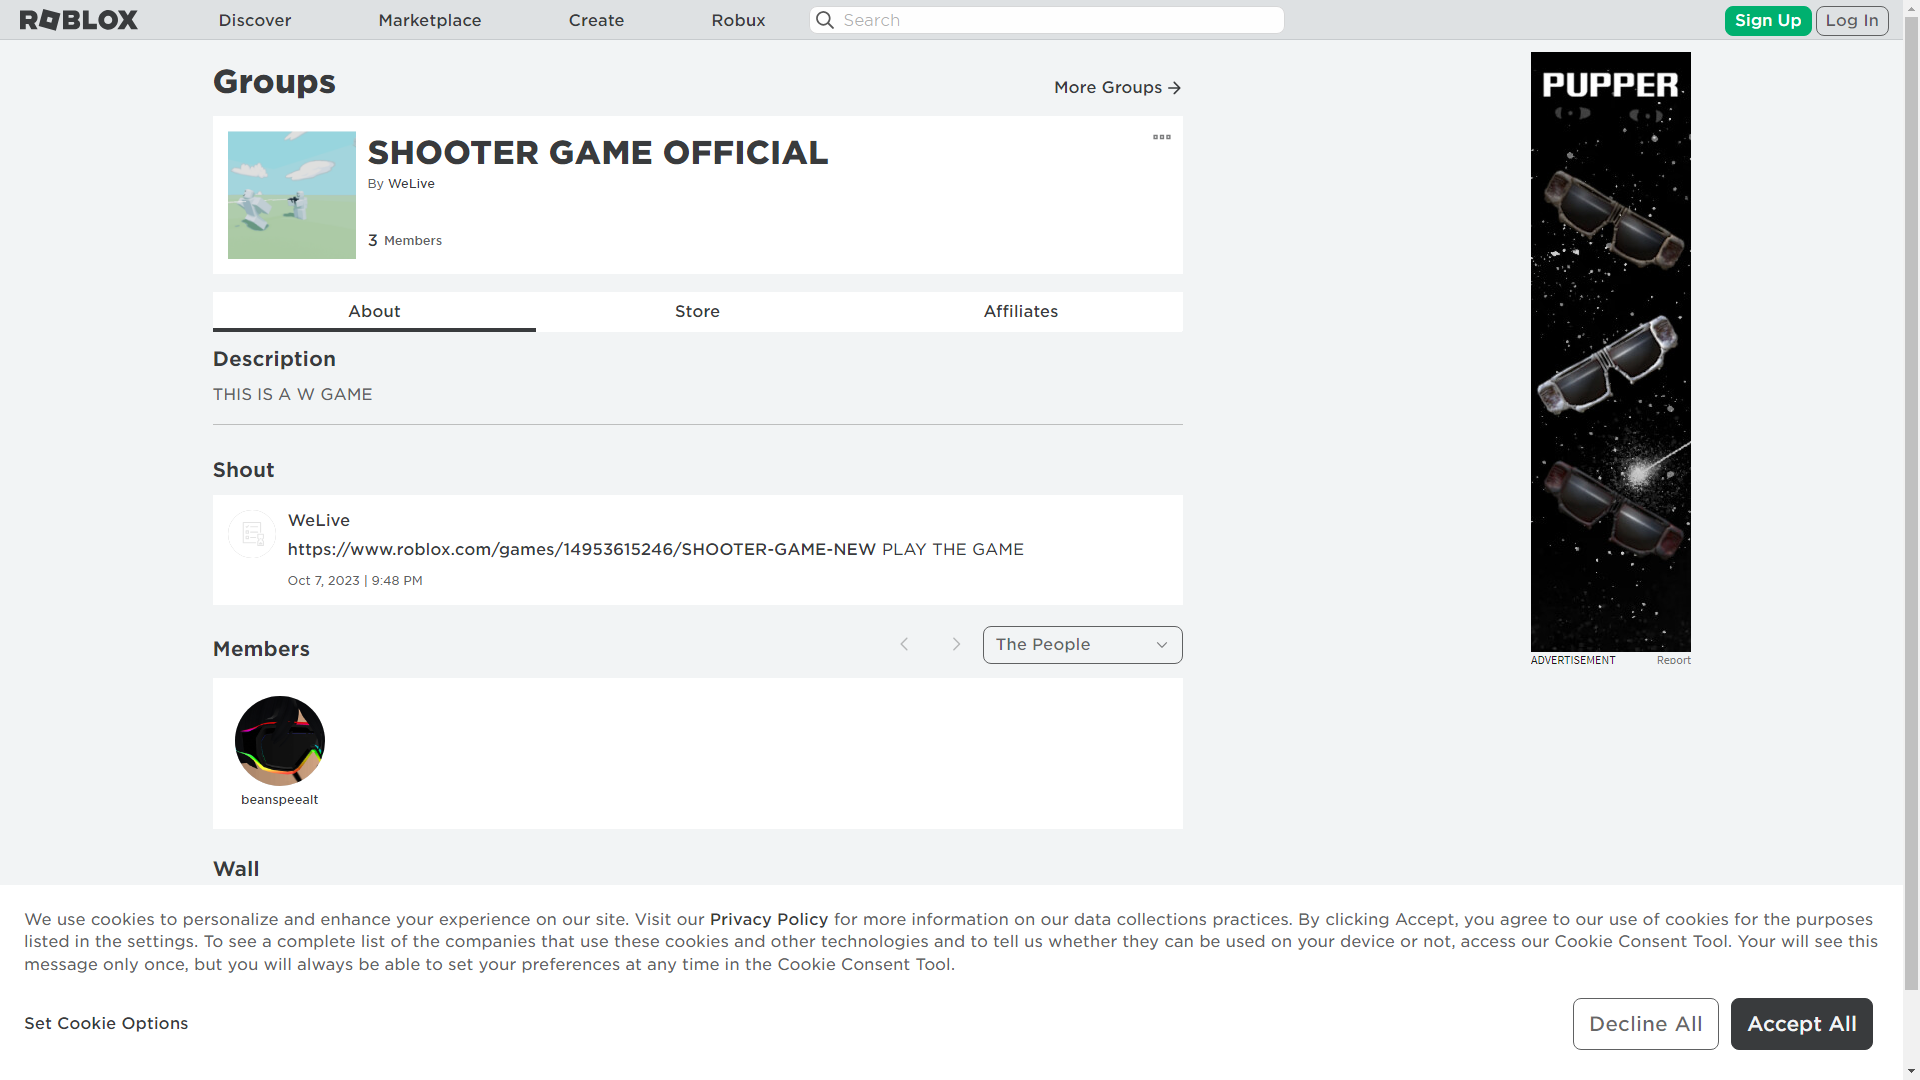 ROBLOX
Discover
Marketplace
Create
Robux
Search
Sign Up
Log In
Groups
More Groups
SHOOTER GAME OFFICIAL
By WeLive
3 Members
About
Store
Affiliates
Description
THIS IS A W GAME
Shout
WeLive
https://www.roblox.com/games/14953615246/SHOOTER-GAME-NEW PLAY THE GAME
Oct 7, 2023 | 9:48 PM
Members
The People
beanspeealt
Wall
PUPPER
ADVERTISEMENT
Report
We use cookies to personalize and enhance your experience on our site. Visit our Privacy Policy for more information on our data collections practices. By clicking Accept, you agree to our use of cookies for the purposes
listed in the settings. To see a complete list of the companies that use these cookies and other technologies and to tell us whether they can be used on your device or not, access our Cookie Consent Tool. Your will see this
message only once, but you will always be able to set your preferences at any time in the Cookie Consent Tool.
Set Cookie Options
Decline All
Accept All